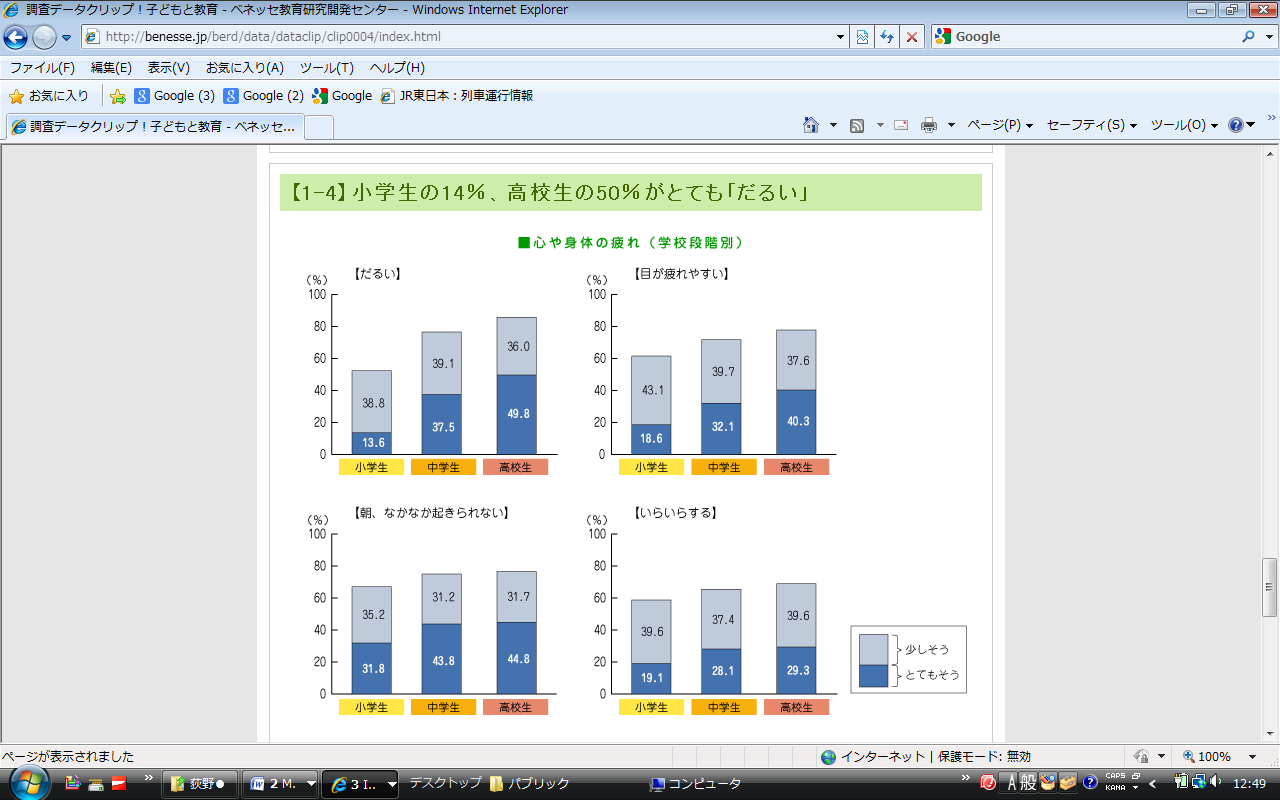 調査データクリップ!子どもと教育 - ベネッセ教育研究開発センター - Windows Internet Explorer
http://benesse.jp/berd/data/dataclip/clip0004/index.html
Google
ファイル(F) 編集(E) 表示(V) お気に入り(A) ツール(T) ヘルプ(H)
お気に入り Google (3) Google (2) Google JR東日本:列車運行情報
調査データクリップ!子どもと教育 - ベネッセ... ページ(P) セーフティ(S) ツール(O)
【1-4】小学生の14%、高校生の50%がとても「だるい」
■心や身体の疲れ(学校段階別)
【だるい】
(%)
100
80
60
40
20
0
38.8 39.1 36.0
13.6 37.5 49.8
小学生 中学生 高校生
【目が疲れやすい】
(%)
100
80
60
40
20
0
43.1 39.7 37.6
18.6 32.1 40.3
小学生 中学生 高校生
【朝、なかなか起きられない】
(%)
100
80
60
40
20
0
35.2 31.2 31.7
31.8 43.8 44.8
小学生 中学生 高校生
【いらいらする】
(%)
100
80
60
40
20
0
39.6 37.4 39.6
19.1 28.1 29.3
小学生 中学生 高校生
少しそう
とてもそう
ページが表示されました インターネット | 保護モード: 無効 100%
荻野● 2 M. 3 I.. デスクトップ パブリック コンピュータ A 般 CAPS KANA 12:49